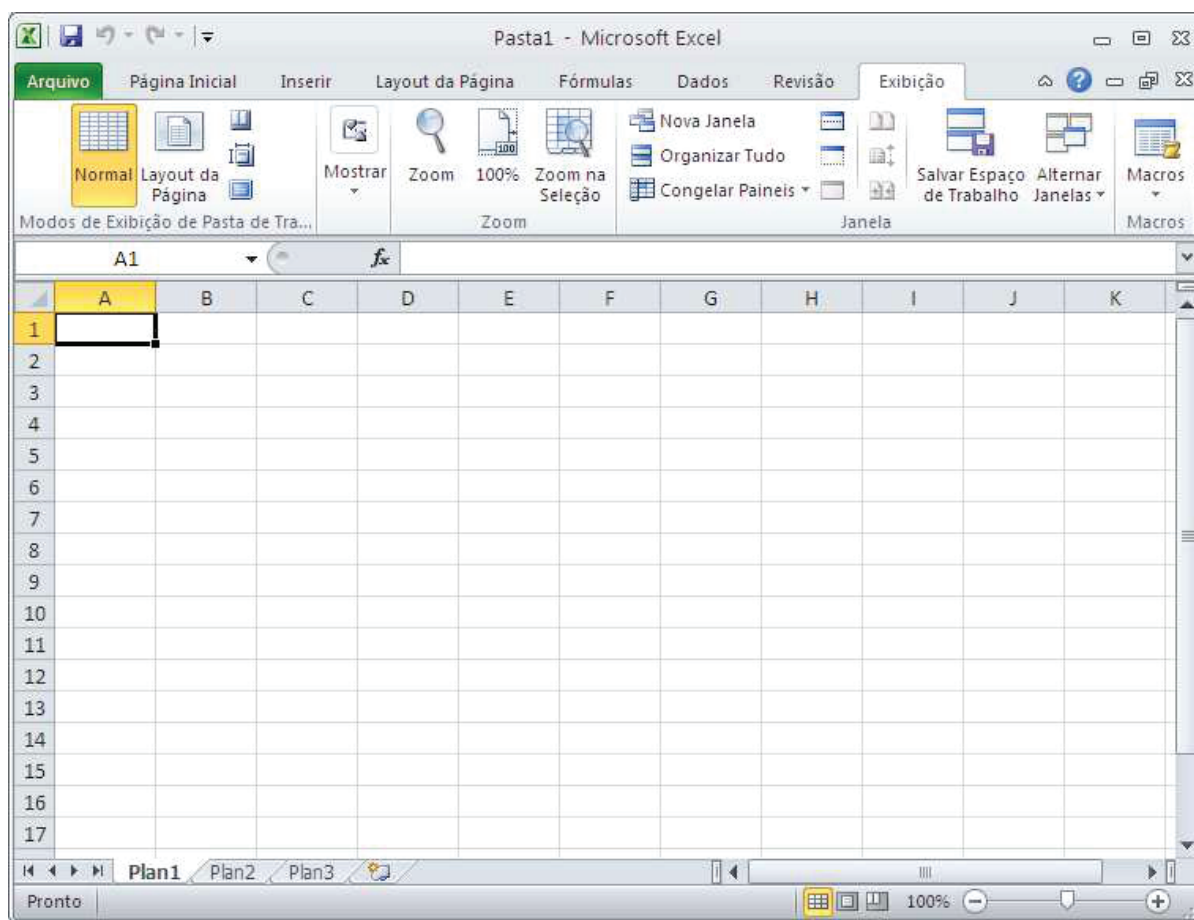 Pasta1 - Microsoft Excel
Arquivo Página Inicial Inserir Layout da Página Fórmulas Dados Revisão Exibição
Normal
Layout da
Página
Mostrar
Zoom
100%
Zoom na
Seleção
Nova Janela
Organizar Tudo
Congelar Paineis
Salvar Espaço
de Trabalho
Alternar
Janelas
Macros
Modos de Exibição de Pasta de Tra...
Zoom
Janela
Macros
A1
fx
A B C D E F G H I J K
1
2
3
4
5
6
7
8
9
10
11
12
13
14
15
16
17
Plan1 Plan2 Plan3
Pronto
100%